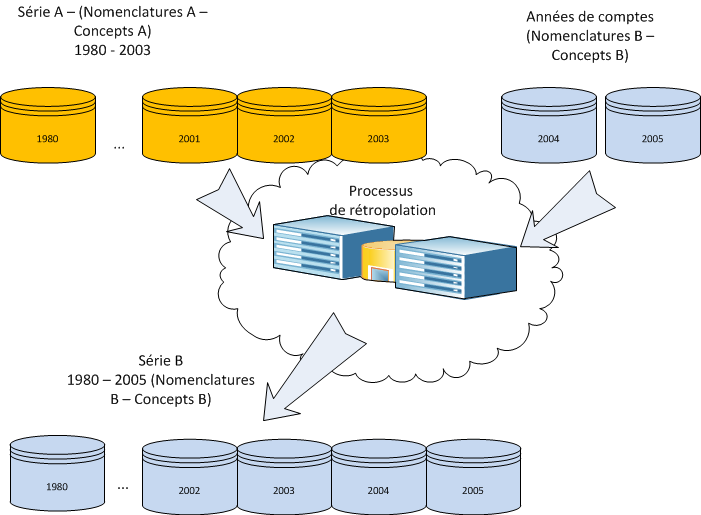 Série A – (Nomenclatures A –
Concepts A)
1980 - 2003
Années de comptes
(Nomenclatures B –
Concepts B)
1980
...
2001
2002
2003
2004
2005
Processus
de rétropolation
Série B
1980 – 2005 (Nomenclatures
B – Concepts B)
1980
...
2002
2003
2004
2005